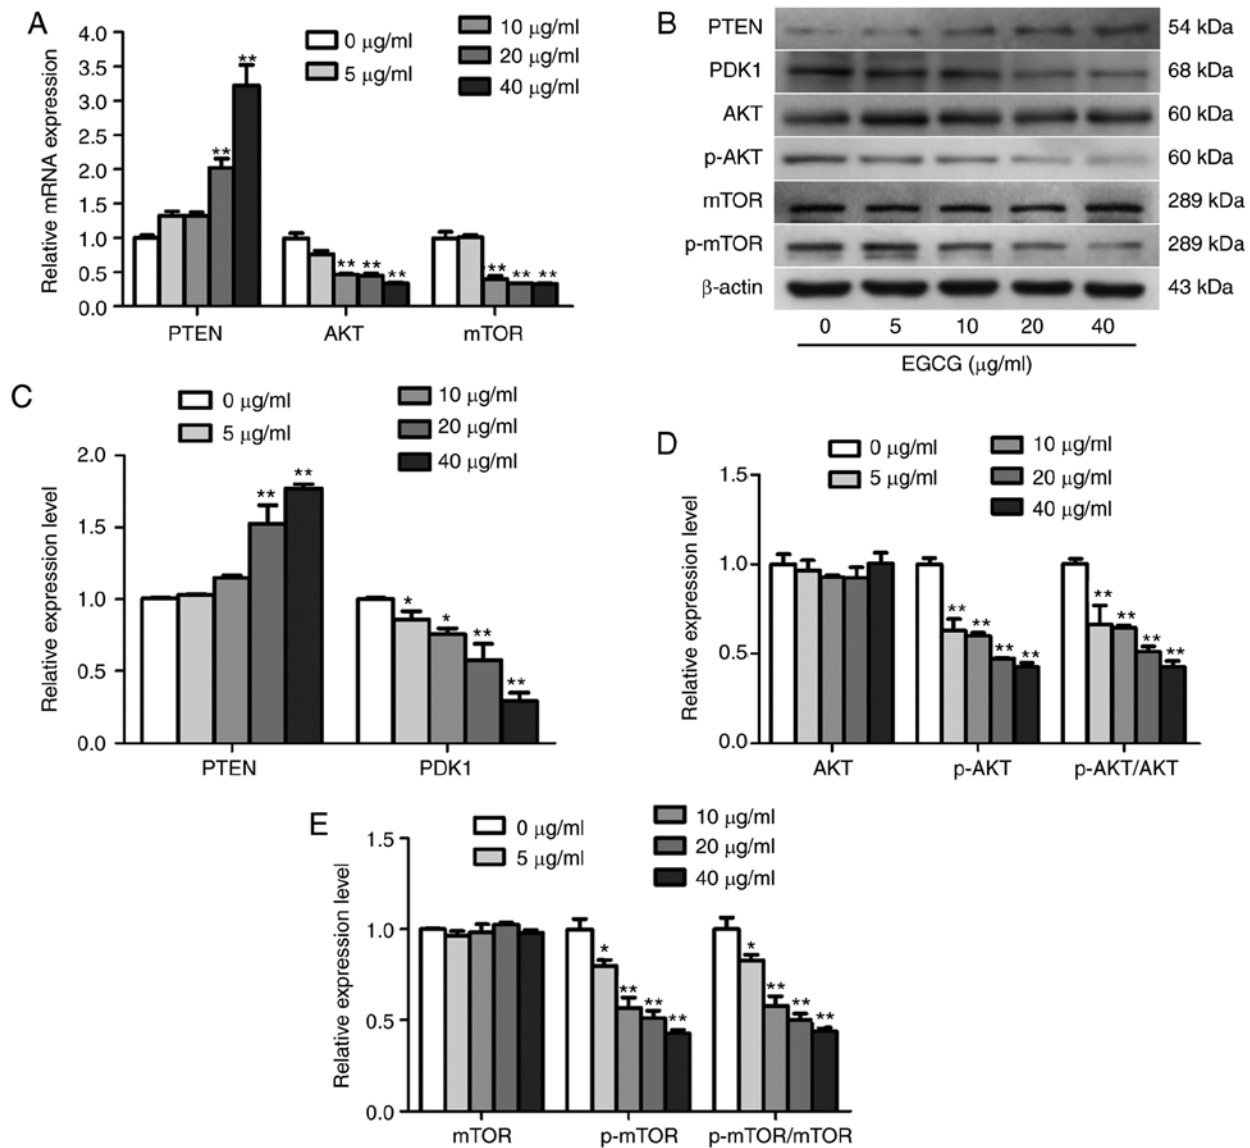 A
Relative mRNA expression
4.0
3.5
3.0
2.5
2.0
1.5
1.0
0.5
0.0
0 μg/ml
5 μg/ml
10 μg/ml
20 μg/ml
40 μg/ml
** **
** ** **
** ** **
PTEN AKT mTOR
B
PTEN 54 kDa
PDK1 68 kDa
AKT 60 kDa
p-AKT 60 kDa
mTOR 289 kDa
p-mTOR 289 kDa
β-actin 43 kDa
0 5 10 20 40
EGCG (μg/ml)
C
Relative expression level
2.0
1.5
1.0
0.5
0.0
0 μg/ml
5 μg/ml
10 μg/ml
20 μg/ml
40 μg/ml
** **
* * ** **
PTEN PDK1
D
Relative expression level
1.5
1.0
0.5
0.0
0 μg/ml
5 μg/ml
10 μg/ml
20 μg/ml
40 μg/ml
** ** ** **
** ** ** **
AKT p-AKT p-AKT/AKT
E
Relative expression level
1.5
1.0
0.5
0.0
0 μg/ml
5 μg/ml
10 μg/ml
20 μg/ml
40 μg/ml
* ** ** **
* ** ** **
mTOR p-mTOR p-mTOR/mTOR